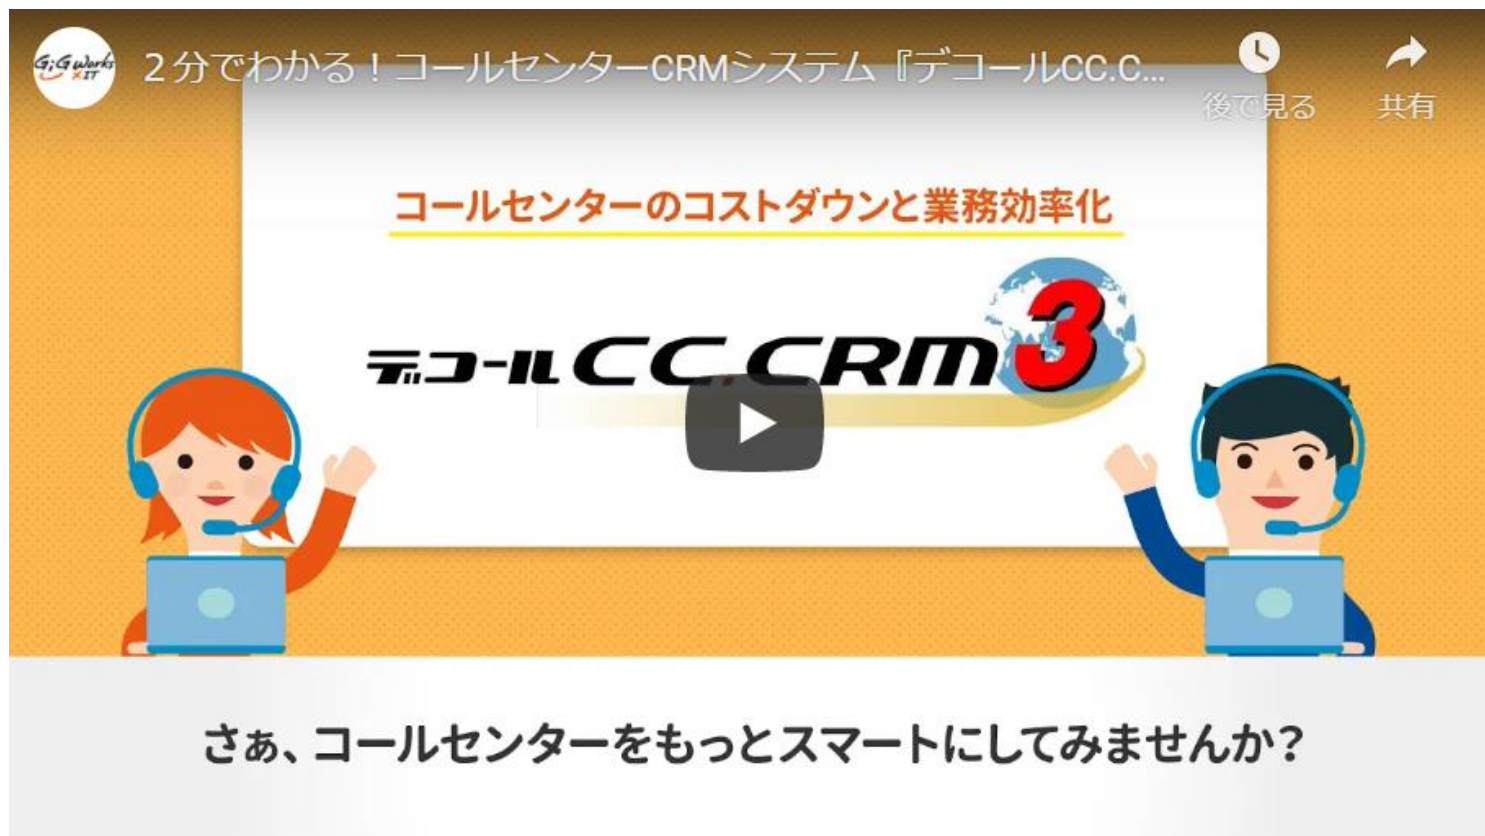 G;G Works
×IT
２分でわかる！コールセンターCRMシステム『デコールCC.C...
後で見る
共有
コールセンターのコストダウンと業務効率化
デコールCC.CRM3
さぁ、コールセンターをもっとスマートにしてみませんか？